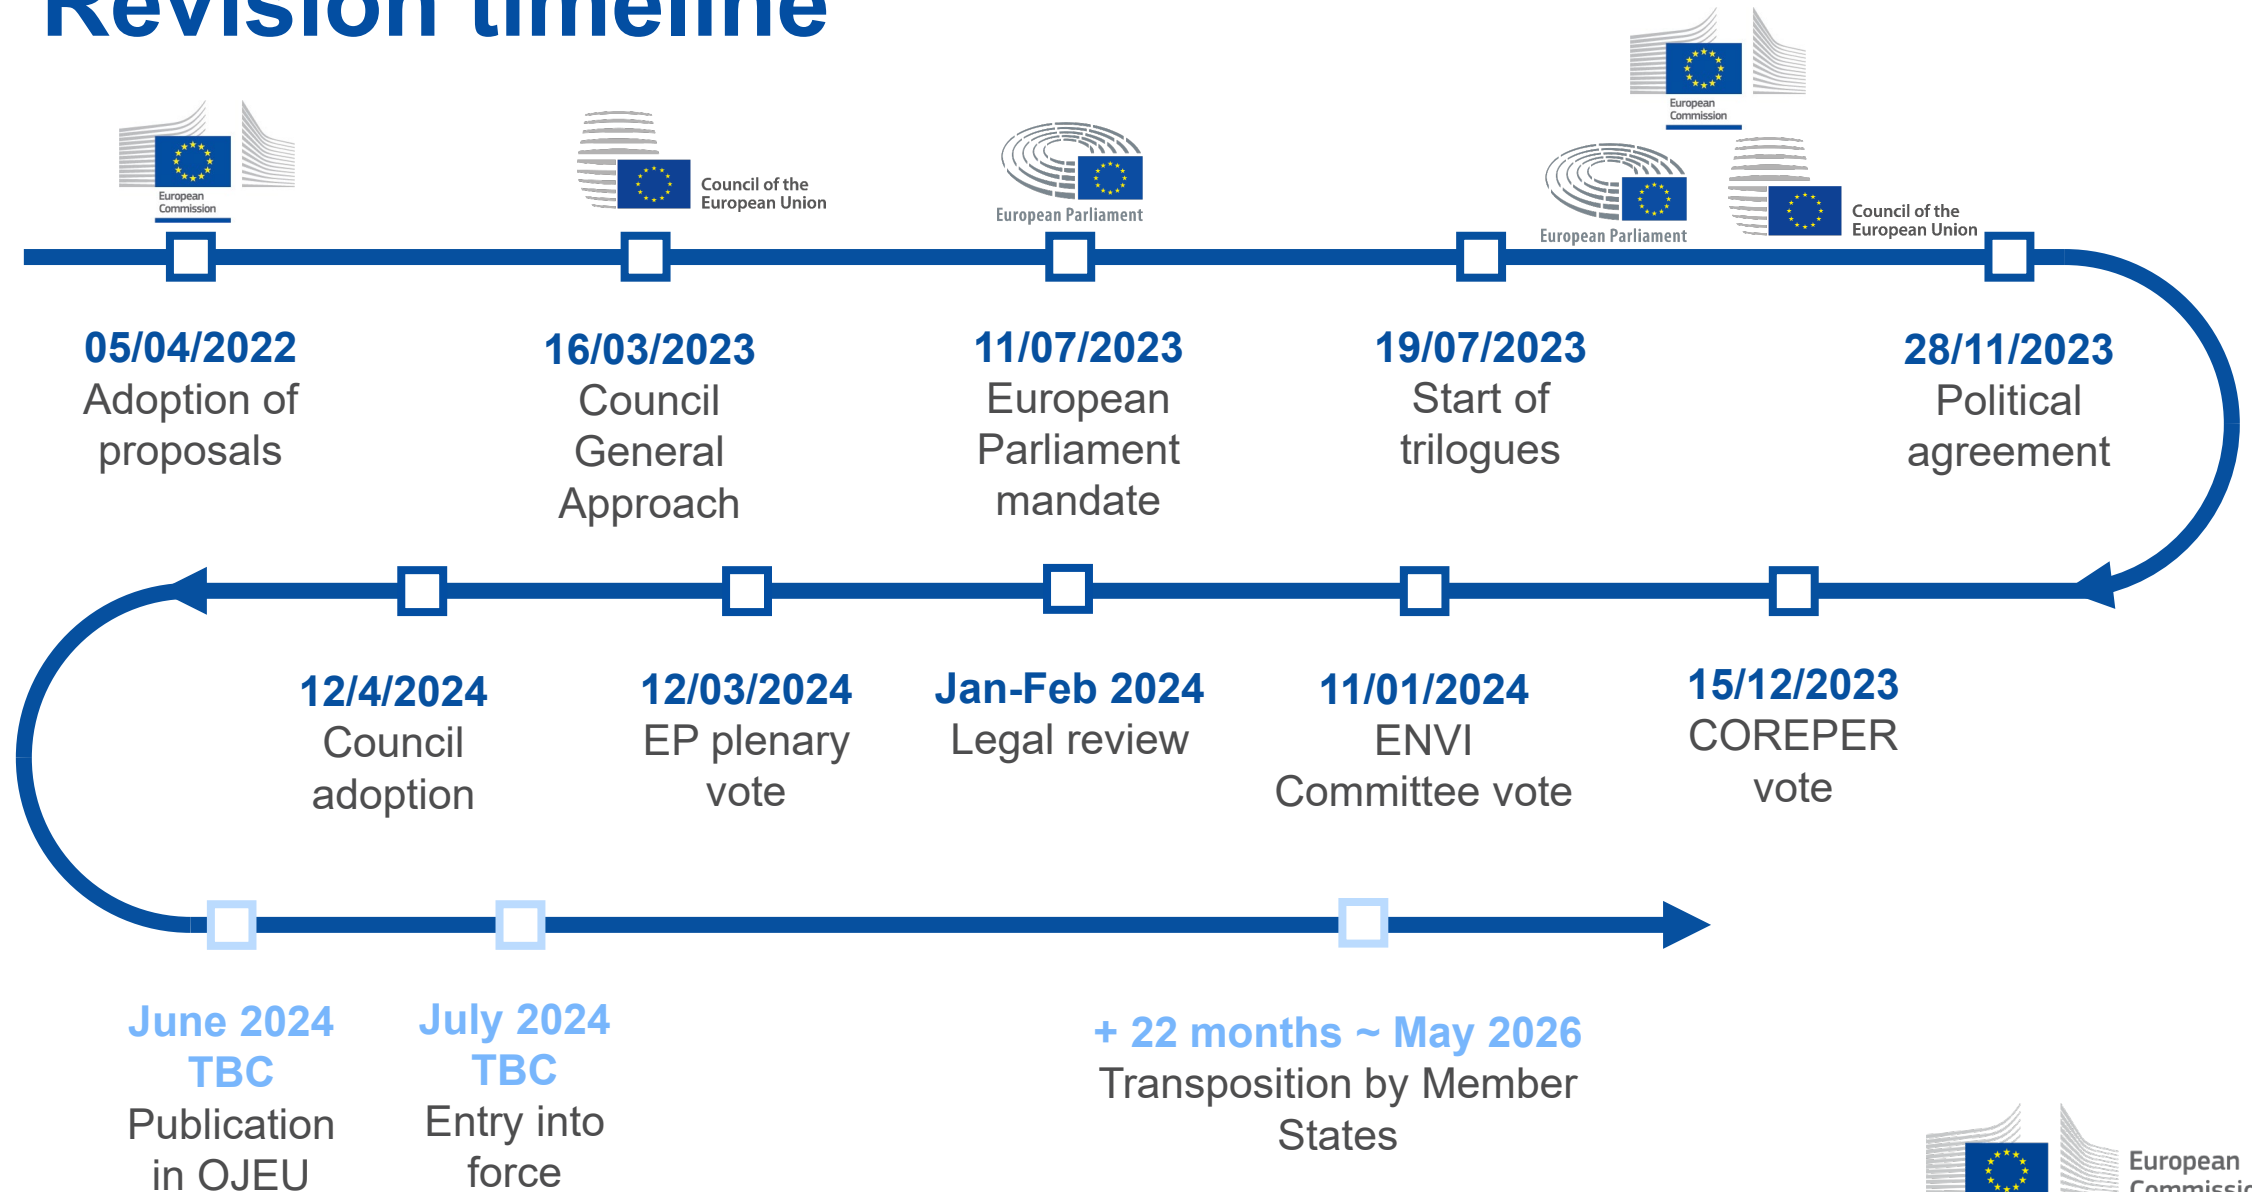 Revision timeline
European
Commission
European
Commission
Council of the
European Union
European Parliament
European Parliament
Council of the
European Union
05/04/2022
Adoption of
proposals
16/03/2023
Council
General
Approach
11/07/2023
European
Parliament
mandate
19/07/2023
Start of
trilogues
28/11/2023
Political
agreement
12/4/2024
Council
adoption
12/03/2024
EP plenary
vote
Jan-Feb 2024
Legal review
11/01/2024
ENVI
Committee vote
15/12/2023
COREPER
vote
June 2024
TBC
Publication
in OJEU
July 2024
TBC
Entry into
force
+ 22 months ~ May 2026
Transposition by Member
States
European
Commissio